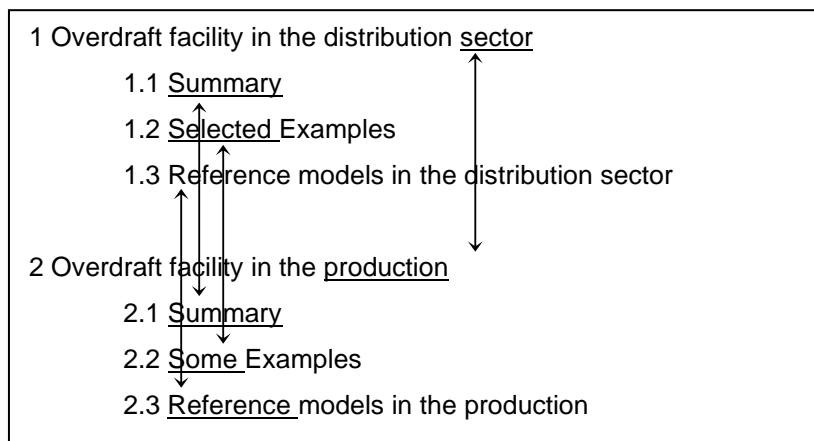 1 Overdraft facility in the distribution sector
1.1 Summary
1.2 Selected Examples
1.3 Reference models in the distribution sector
2 Overdraft facility in the production
2.1 Summary
2.2 Some Examples
2.3 Reference models in the production